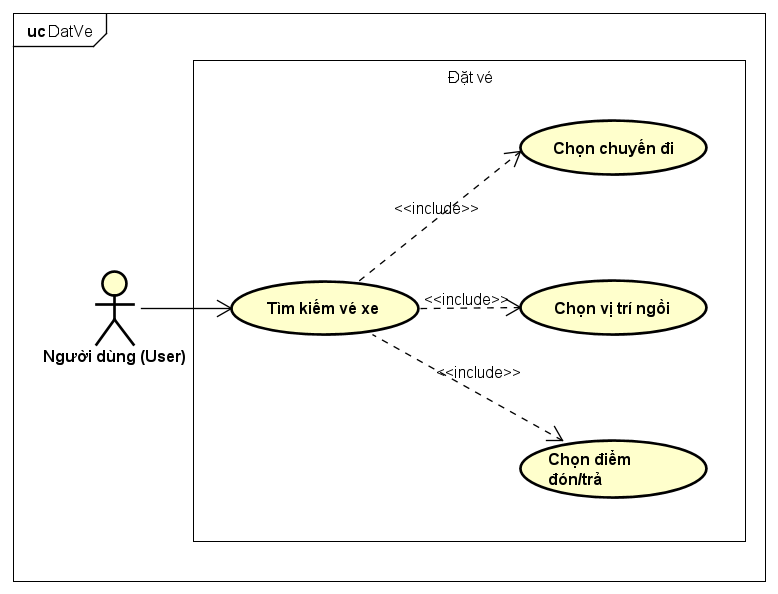 uc DatVe
Đặt vé
Chọn chuyến đi
<<include>>
Tìm kiếm vé xe
<<include>>
Chọn vị trí ngồi
Người dùng (User)
<<include>>
Chọn điểm
đón/trả